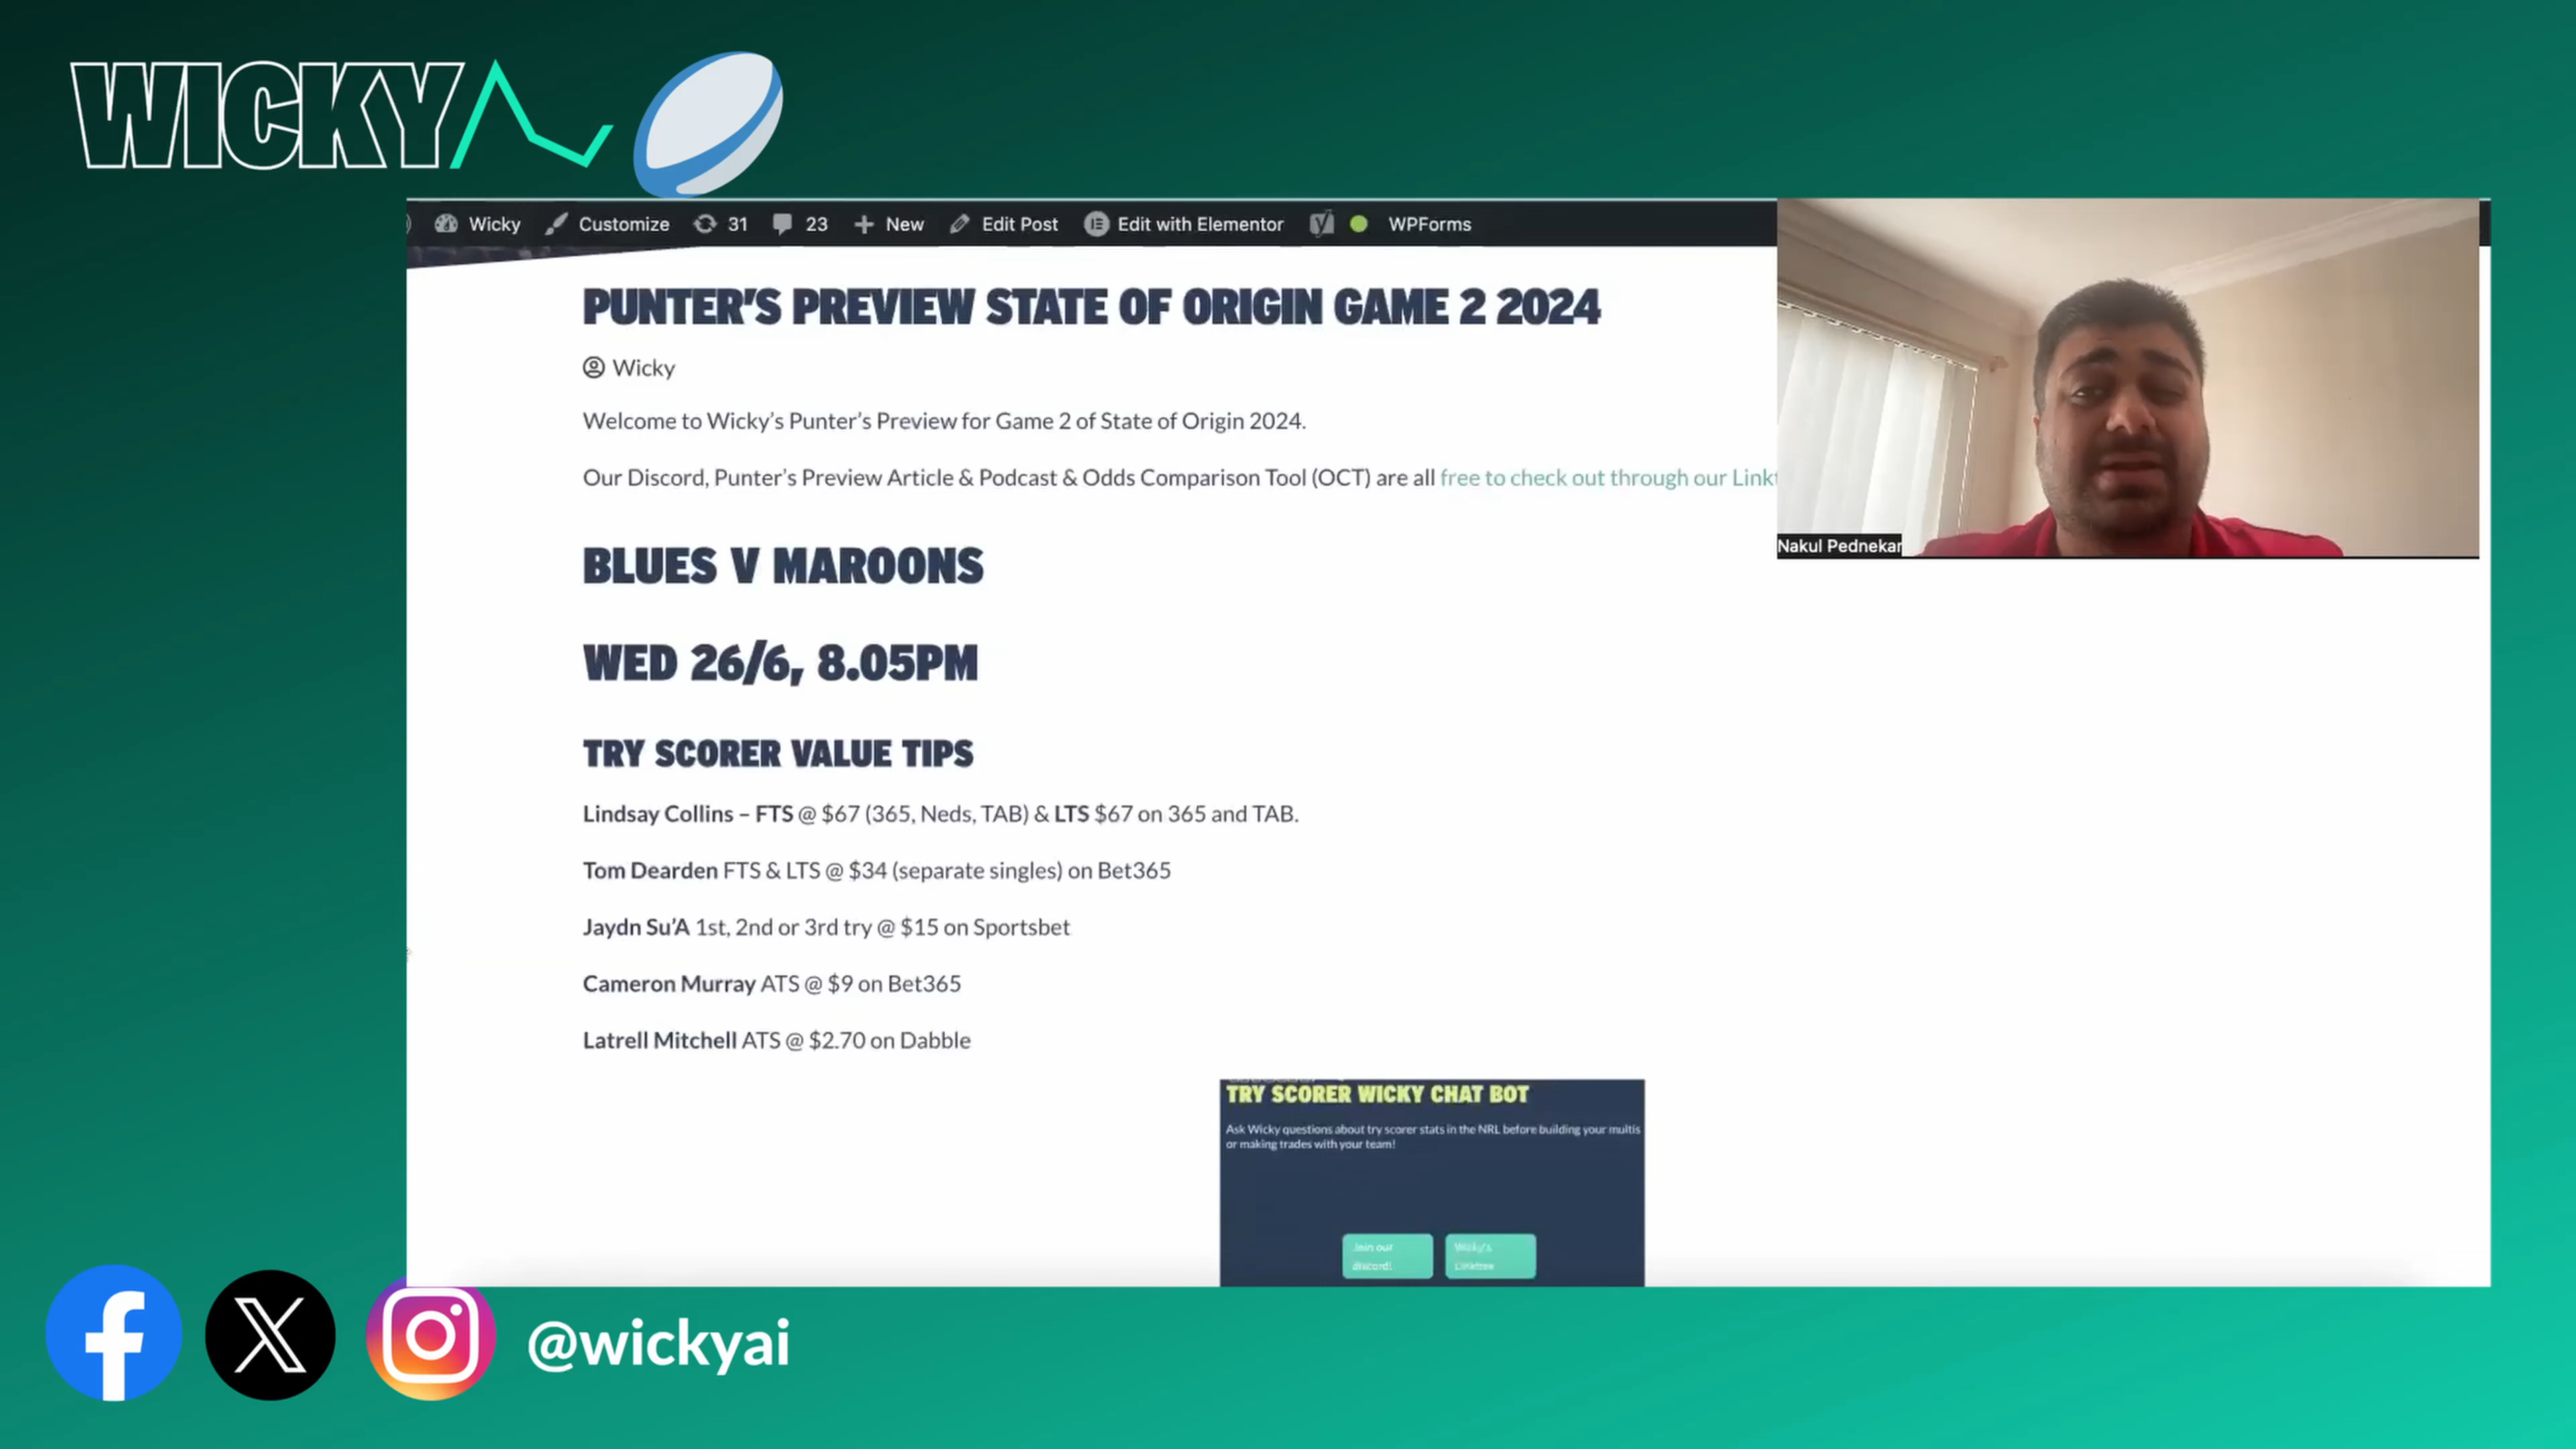 WICKY
Wicky Customize 31 23 New Edit Post Edit with Elementor WPForms
PUNTER'S PREVIEW STATE OF ORIGIN GAME 2 2024
Wicky
Welcome to Wicky's Punter's Preview for Game 2 of State of Origin 2024.
Our Discord, Punter's Preview Article & Podcast & Odds Comparison Tool (OCT) are all free to check out through our
Nakul Pednekar
BLUES V MAROONS
WED 26/6, 8.05PM
TRY SCORER VALUE TIPS
Lindsay Collins – FTS @ $67 (365, Neds, TAB) & LTS $67 on 365 and TAB.
Tom Dearden FTS & LTS @ $34 (separate singles) on Bet365
Jaydn Su'A 1st, 2nd or 3rd try @ $15 on Sportsbet
Cameron Murray ATS @ $9 on Bet365
Latrell Mitchell ATS @ $2.70 on Dabble
TRY SCORER WICKY CHAT BOT
Ask Wicky questions about try scorer stats in the NRL before building your multis
or making trades with your team!
Join our
discord!
Wicky's
Linktree
@wickyai